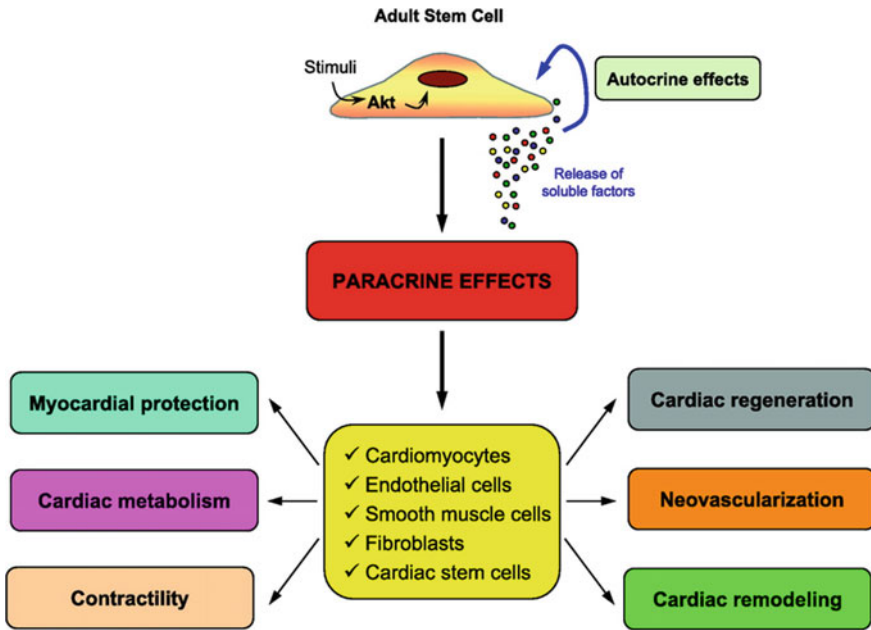 Adult Stem Cell
Stimuli
Akt
Autocrine effects
Release of
soluble factors
PARACRINE EFFECTS
Myocardial protection
Cardiac metabolism
Contractility
✓ Cardiomyocytes
✓ Endothelial cells
✓ Smooth muscle cells
✓ Fibroblasts
✓ Cardiac stem cells
Cardiac regeneration
Neovascularization
Cardiac remodeling